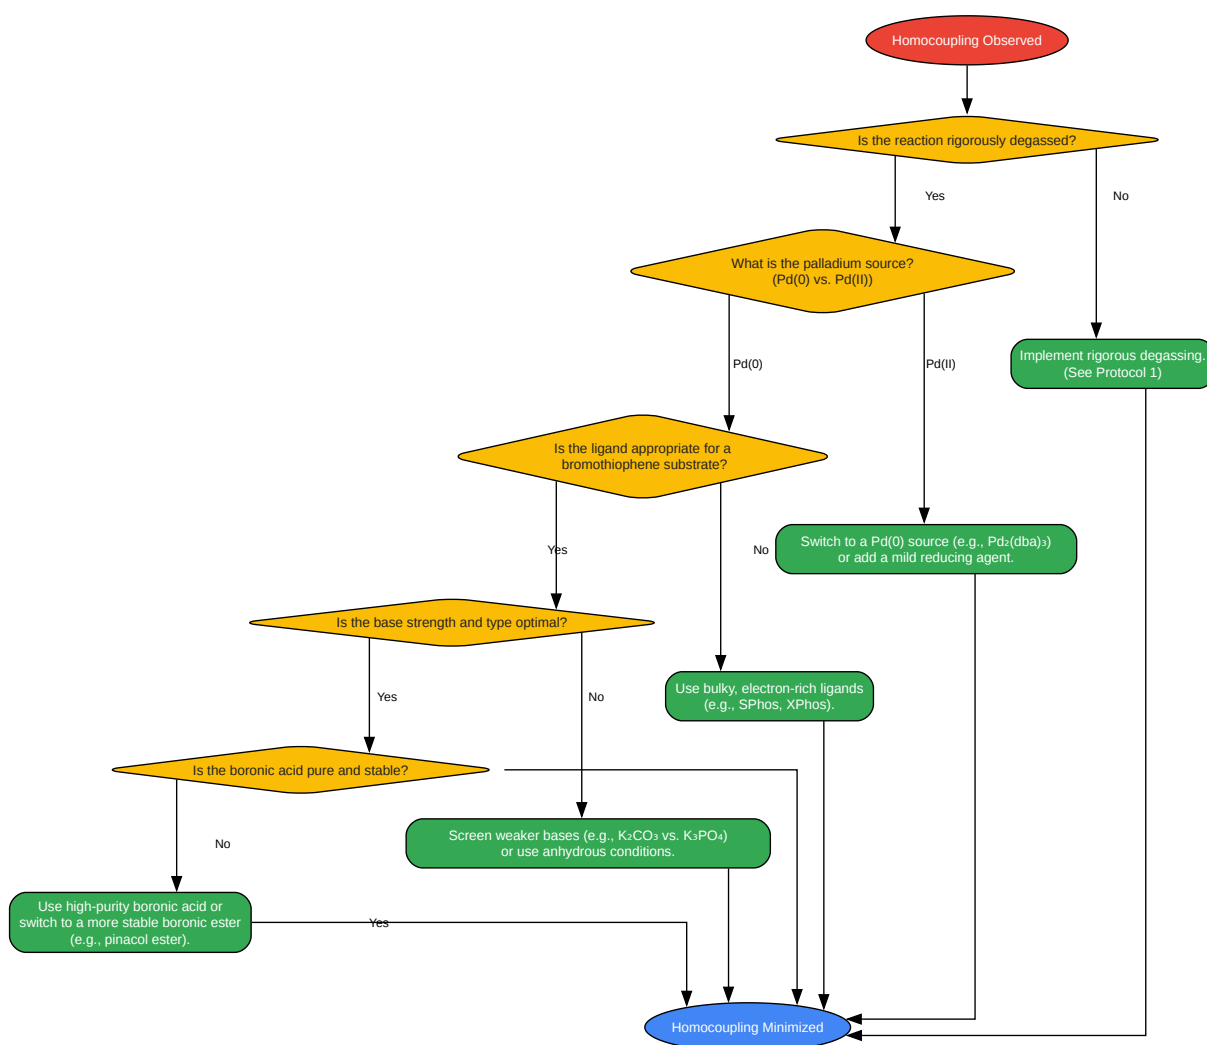 Homocoupling Observed
Is the reaction rigorously degassed?
Yes
No
What is the palladium source?
(Pd(0) vs. Pd(II))
Implement rigorous degassing.
(See Protocol 1)
Pd(0)
Pd(II)
Is the ligand appropriate for a
bromothiophene substrate?
Yes
No
Switch to a Pd(0) source (e.g., Pd₂(dba)₃)
or add a mild reducing agent.
Is the base strength and type optimal?
Yes
No
Use bulky, electron-rich ligands
(e.g., SPhos, XPhos).
Is the boronic acid pure and stable?
No
Screen weaker bases (e.g., K₂CO₃ vs. K₃PO₄)
or use anhydrous conditions.
Use high-purity boronic acid or
switch to a more stable boronic ester
(e.g., pinacol ester).
Yes
Homocoupling Minimized